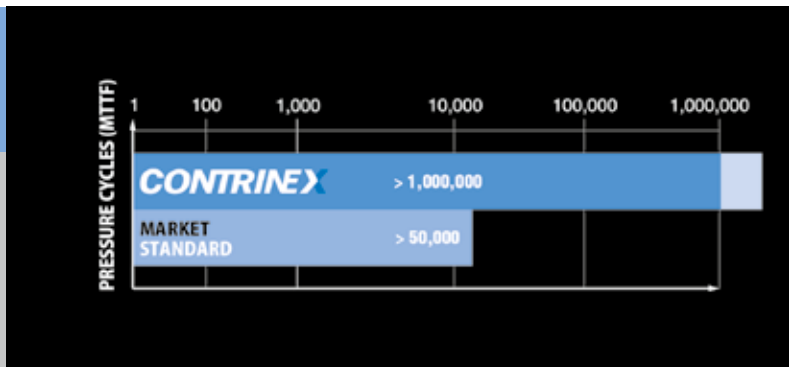 PRESSURE CYCLES (MTTF)
1 100 1,000 10,000 100,000 1,000,000
CONTRINEX > 1,000,000
MARKET
STANDARD > 50,000